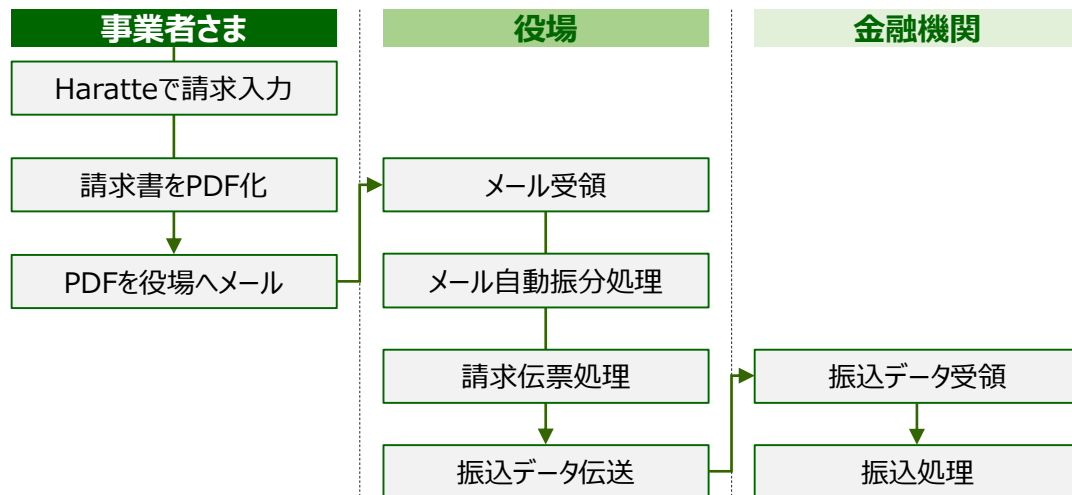 事業者さま
役場
金融機関
Haratteで請求入力
請求書をPDF化
メール受領
PDFを役場へメール
メール自動振分処理
請求伝票処理
振込データ受領
振込データ伝送
振込処理